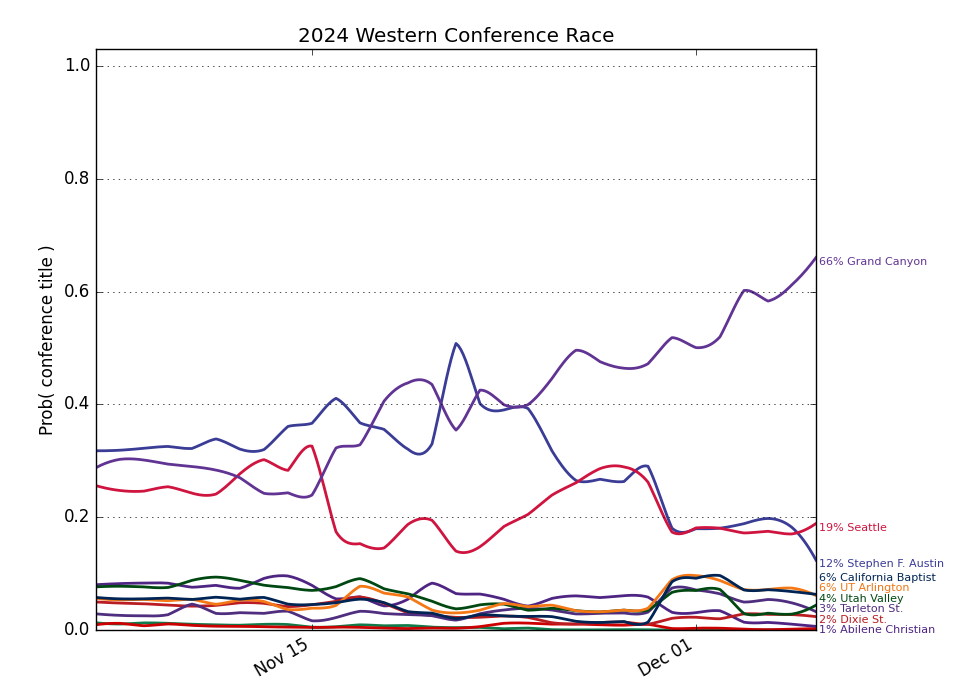 2024 Western Conference Race
Prob( conference title )
1.0
0.8
0.6
0.4
0.2
0.0
Nov 15
Dec 01
66% Grand Canyon
19% Seattle
12% Stephen F. Austin
6% California Baptist
6% UT Arlington
4% Utah Valley
3% Tarleton St.
2% Dixie St.
1% Abilene Christian